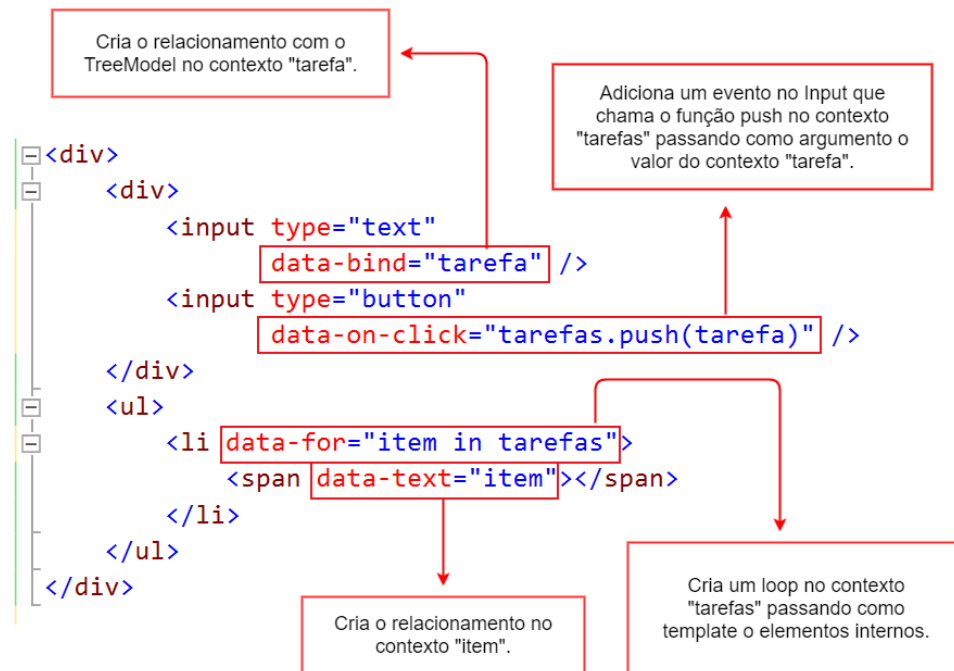 Cria o relacionamento com o
TreeModel no contexto "tarefa".
Adiciona um evento no Input que
chama o função push no contexto
"tarefas" passando como argumento o
valor do contexto "tarefa".
<div>
<div>
<input type="text"
data-bind="tarefa" />
<input type="button"
data-on-click="tarefas.push(tarefa)" />
</div>
<ul>
<li data-for="item in tarefas">
<span data-text="item"></span>
</li>
</ul>
</div>
Cria o relacionamento no
contexto "item".
Cria um loop no contexto
"tarefas" passando como
template o elementos internos.